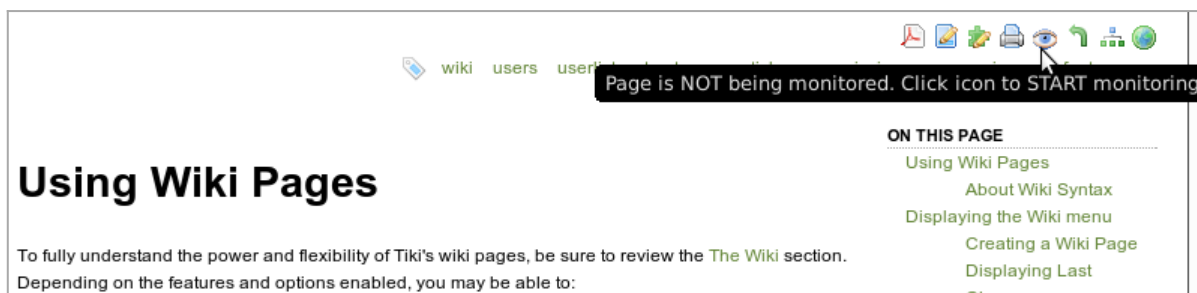 wiki users
Page is NOT being monitored. Click icon to START monitoring
ON THIS PAGE
Using Wiki Pages
About Wiki Syntax
Displaying the Wiki menu
Creating a Wiki Page
Displaying Last
Using Wiki Pages
To fully understand the power and flexibility of Tiki's wiki pages, be sure to review the The Wiki section.
Depending on the features and options enabled, you may be able to: